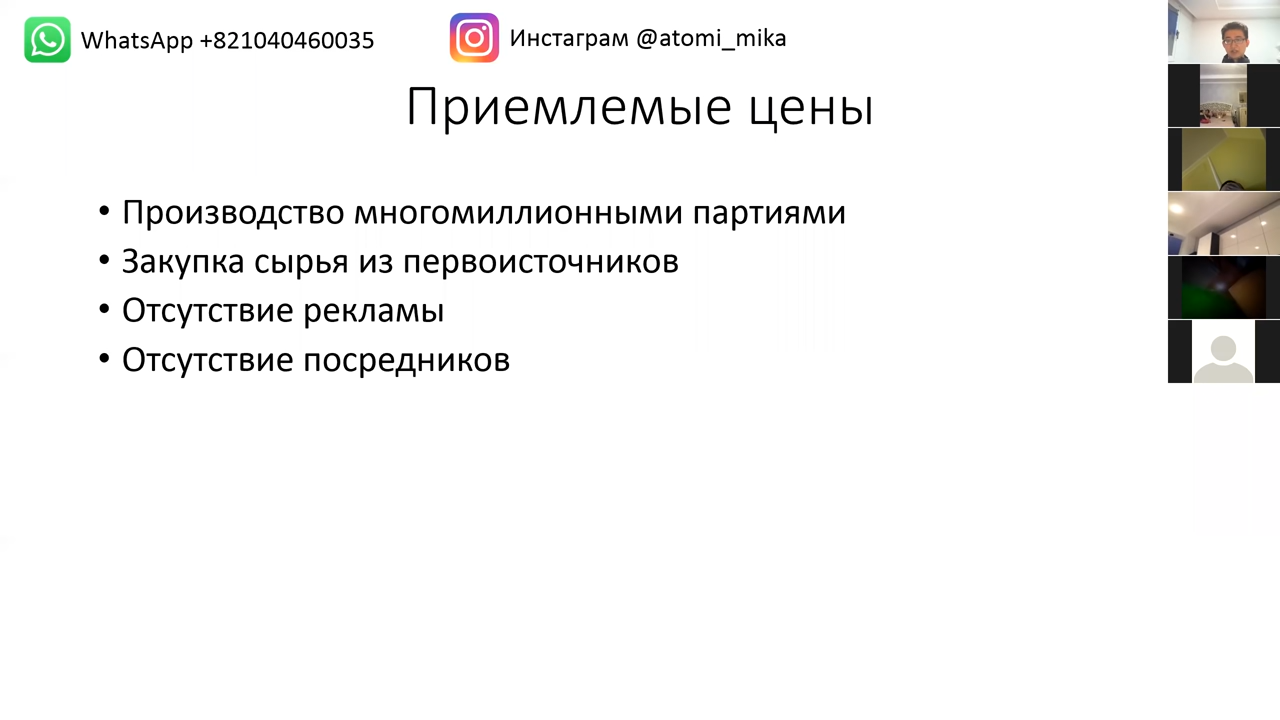 WhatsApp +821040460035
Инстаграм @atomi_mika
Приемлемые цены
• Производство многомиллионными партиями
• Закупка сырья из первоисточников
• Отсутствие рекламы
• Отсутствие посредников